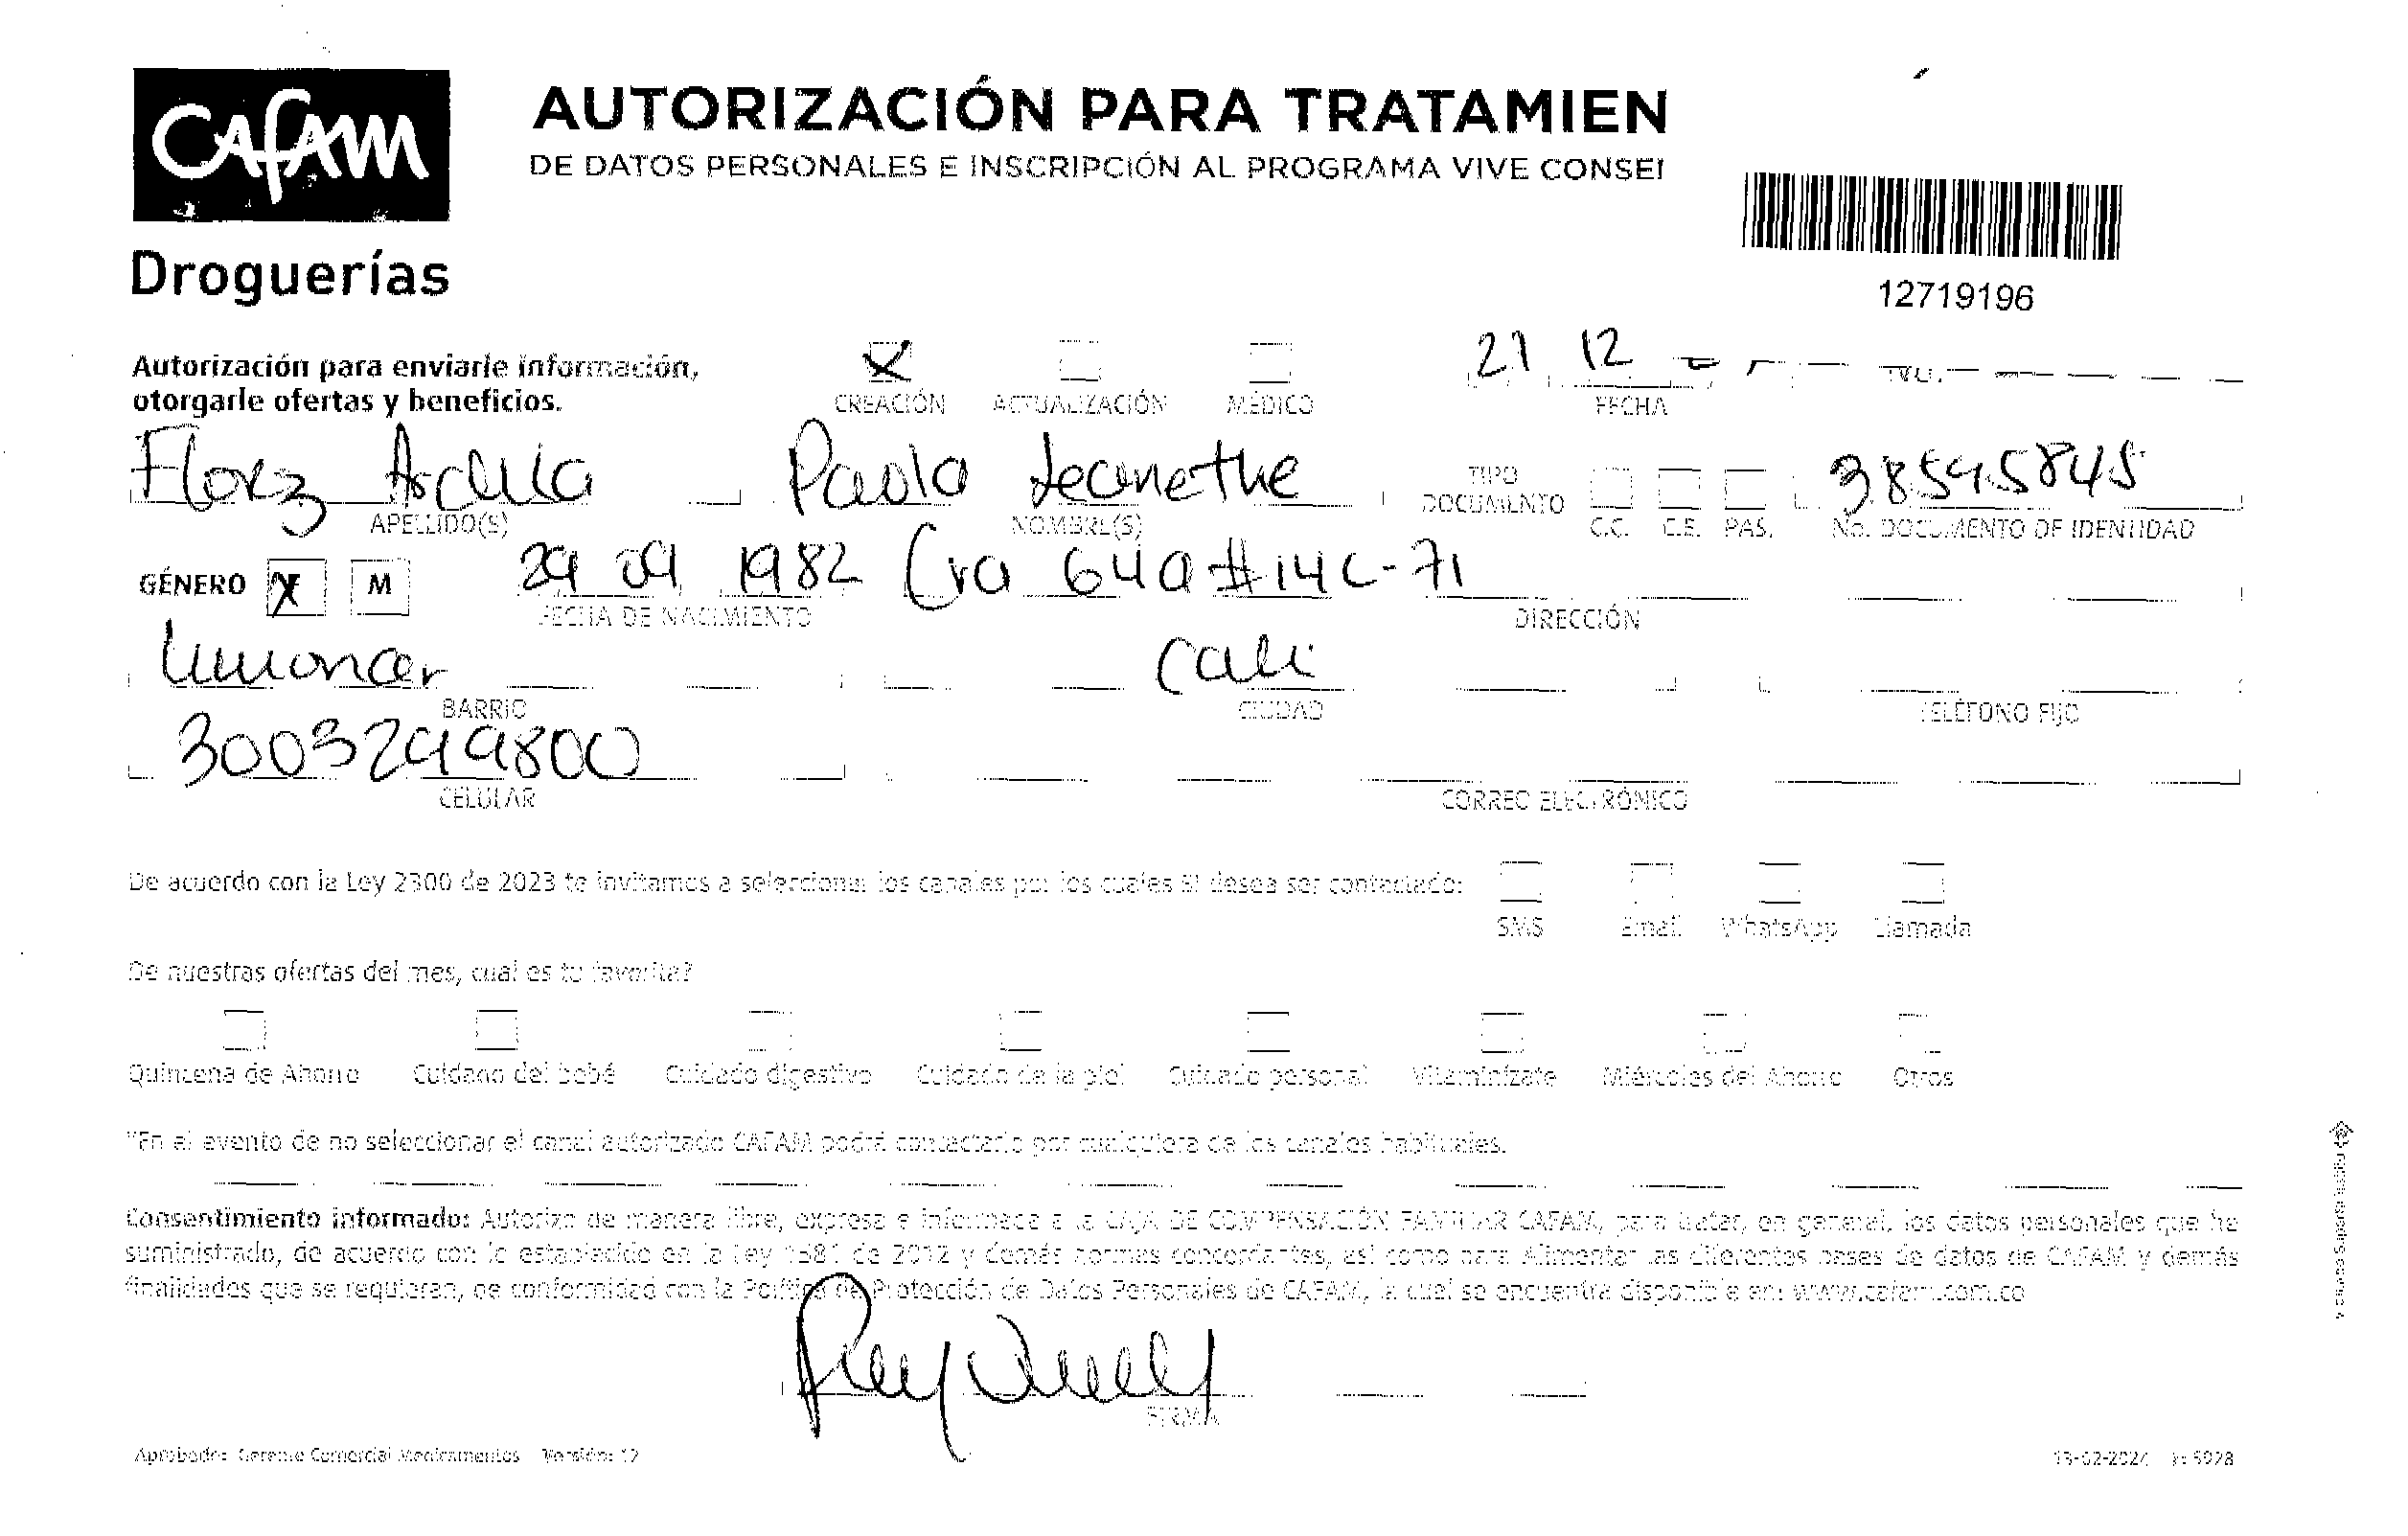 CAfAM
Droguerías
AUTORIZACIÓN PARA TRATAMIEN
DE DATOS PERSONALES E INSCRIPCIÓN AL PROGRAMA VIVE CONSEI
12719196
Autorización para enviarle información,
otorgarle ofertas y beneficios.
X
CREACIÓN ACTUALIZACIÓN MÉDICO
21 12
FECHA
Florez Paola Jeanethe
APELLIDO(S) NOMBRE(S)
TIPO
DOCUMENTO C.C. C.E. PAS.
38595845
No. DOCUMENTO DE IDENTIDAD
GÉNERO X M 29 09 1982 Cra 64a #14C-71
FECHA DE NACIMIENTO DIRECCIÓN
Limonar Cali
BARRIO CIUDAD TELÉFONO FIJO
3003299800
CELULAR CORREO ELECTRÓNICO
De acuerdo con la Ley 2300 de 2023 te invitamos a seleccionar los canales por los cuales SI desea ser contactado:
SMS Email WhatsApp Llamada
De nuestras ofertas del mes, cual es tu favorita?
Quincena de Ahorro Cuidado del bebé Cuidado digestivo Cuidado de la piel Cuidado personal Vitaminízate Miércoles del Ahorro Otros
"En el evento de no seleccionar el canal autorizado CAFAM podrá contactarlo por cualquiera de los canales habituales.
Consentimiento informado: Autorizo de manera libre, expresa e informada a la CAJA DE COMPENSACIÓN FAMILIAR CAFAM, para tratar, en general, los datos personales que he
suministrado, de acuerdo con lo establecido en la Ley 1581 de 2012 y demás normas concordantes, así como para Alimentar las diferentes bases de datos de CAFAM y demás
finalidades que se requieran, de conformidad con la Política de Protección de Datos Personales de CAFAM, la cual se encuentra disponible en: www.cafam.com.co
FIRMA
Aprobado: Gerente Comercial Medicamentos Versión: 12
13-02-2024